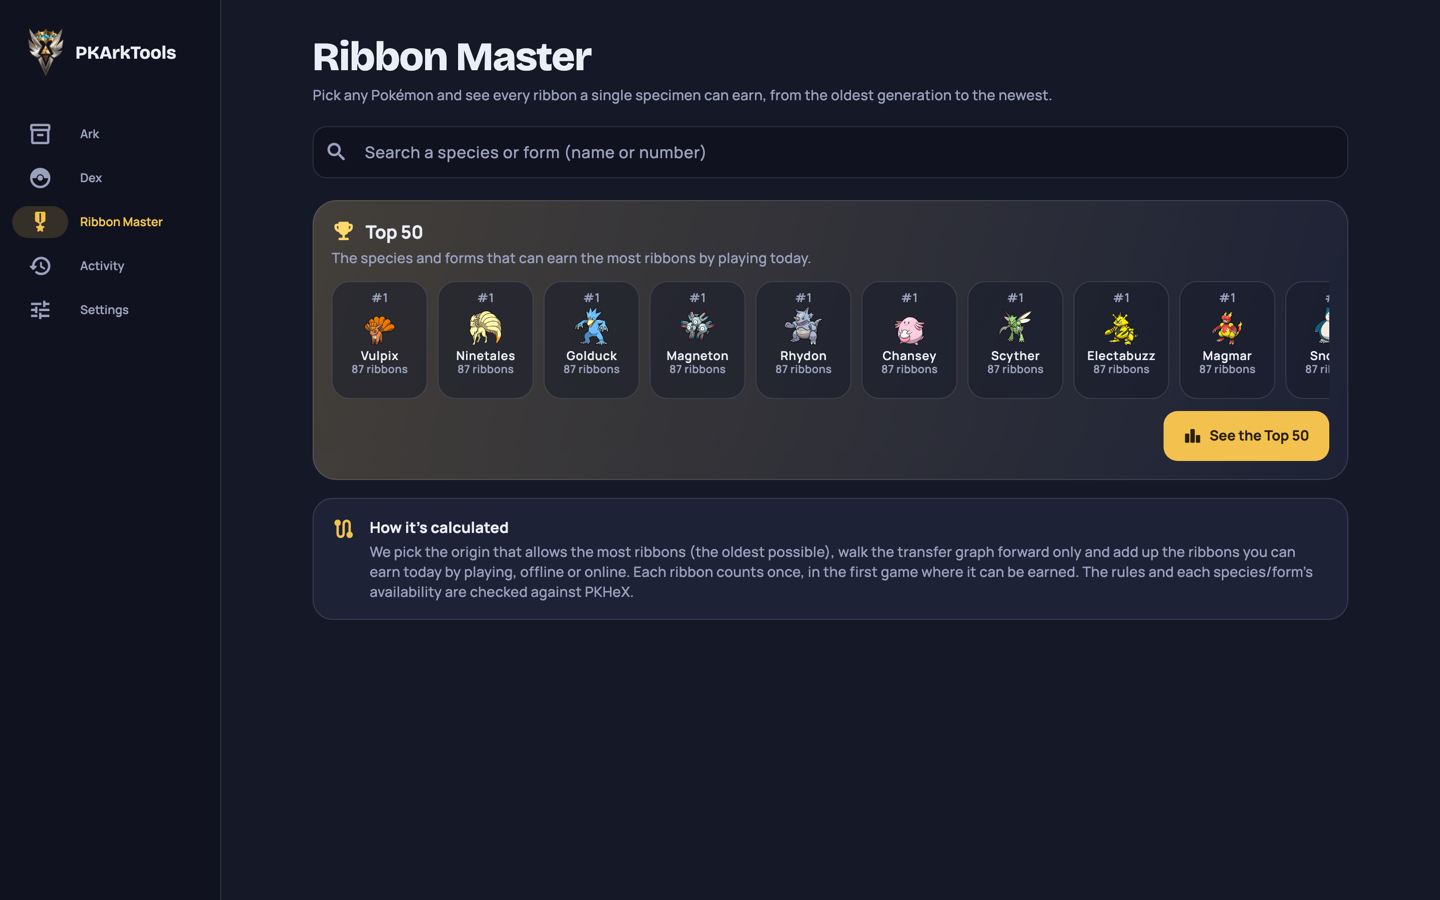 PKArkTools
Ark
Dex
Ribbon Master
Activity
Settings
Ribbon Master
Pick any Pokémon and see every ribbon a single specimen can earn, from the oldest generation to the newest.
Search a species or form (name or number)
Top 50
The species and forms that can earn the most ribbons by playing today.
#1
Vulpix
87 ribbons
#1
Ninetales
87 ribbons
#1
Golduck
87 ribbons
#1
Magneton
87 ribbons
#1
Rhydon
87 ribbons
#1
Chansey
87 ribbons
#1
Scyther
87 ribbons
#1
Electabuzz
87 ribbons
#1
Magmar
87 ribbons
See the Top 50
How it's calculated
We pick the origin that allows the most ribbons (the oldest possible), walk the transfer graph forward only and add up the ribbons you can
earn today by playing, offline or online. Each ribbon counts once, in the first game where it can be earned. The rules and each species/form's
availability are checked against PKHeX.